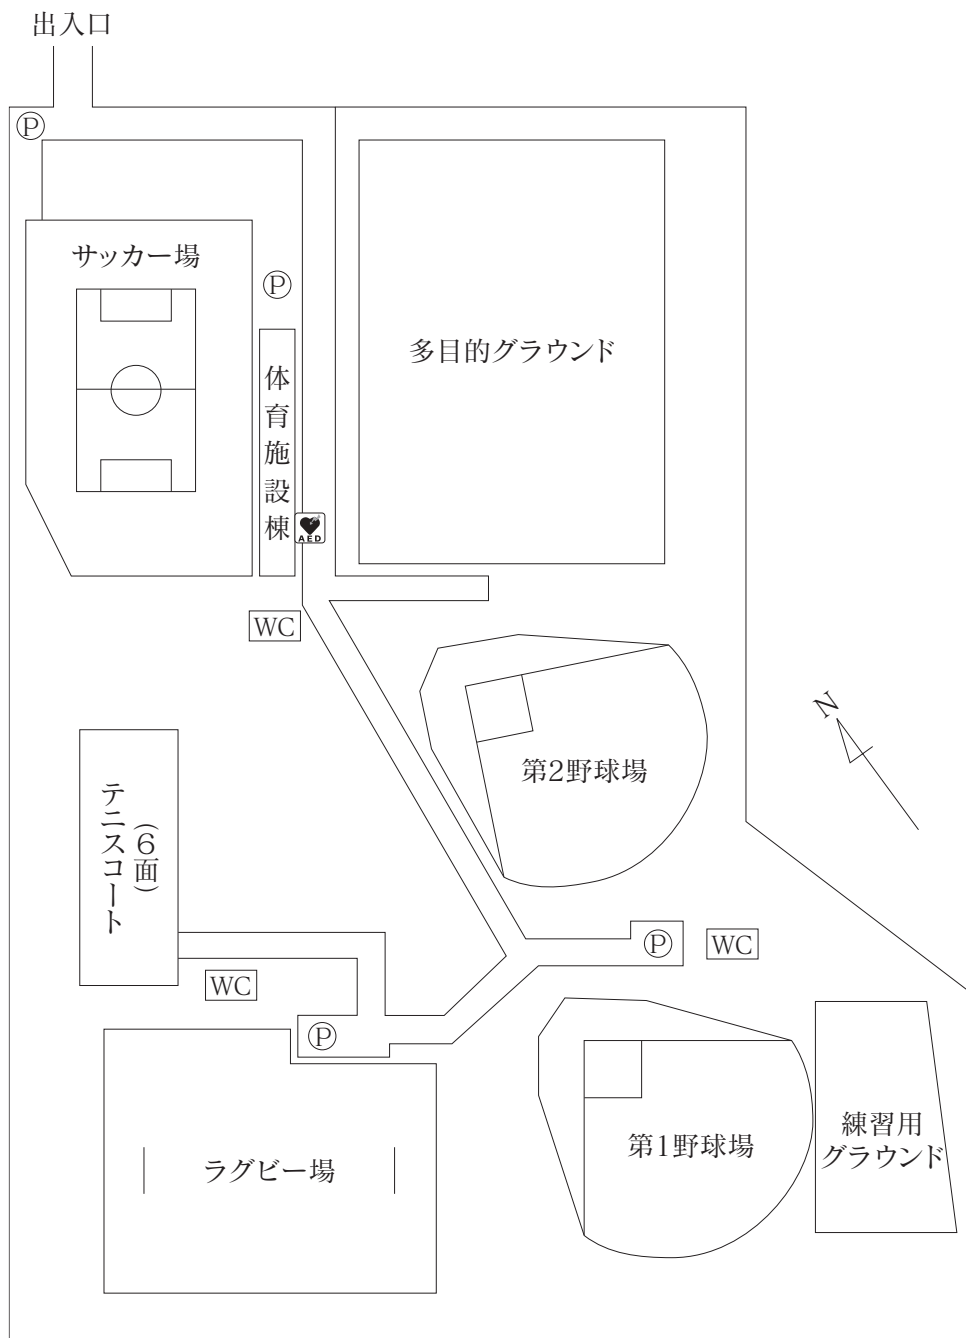 出入口
Ⓟ
サッカー場
Ⓟ
多目的グラウンド
体育施設棟
AED
WC
N
第2野球場
テニスコート
（6面）
Ⓟ
WC
WC
Ⓟ
第1野球場
練習用
グラウンド
ラグビー場